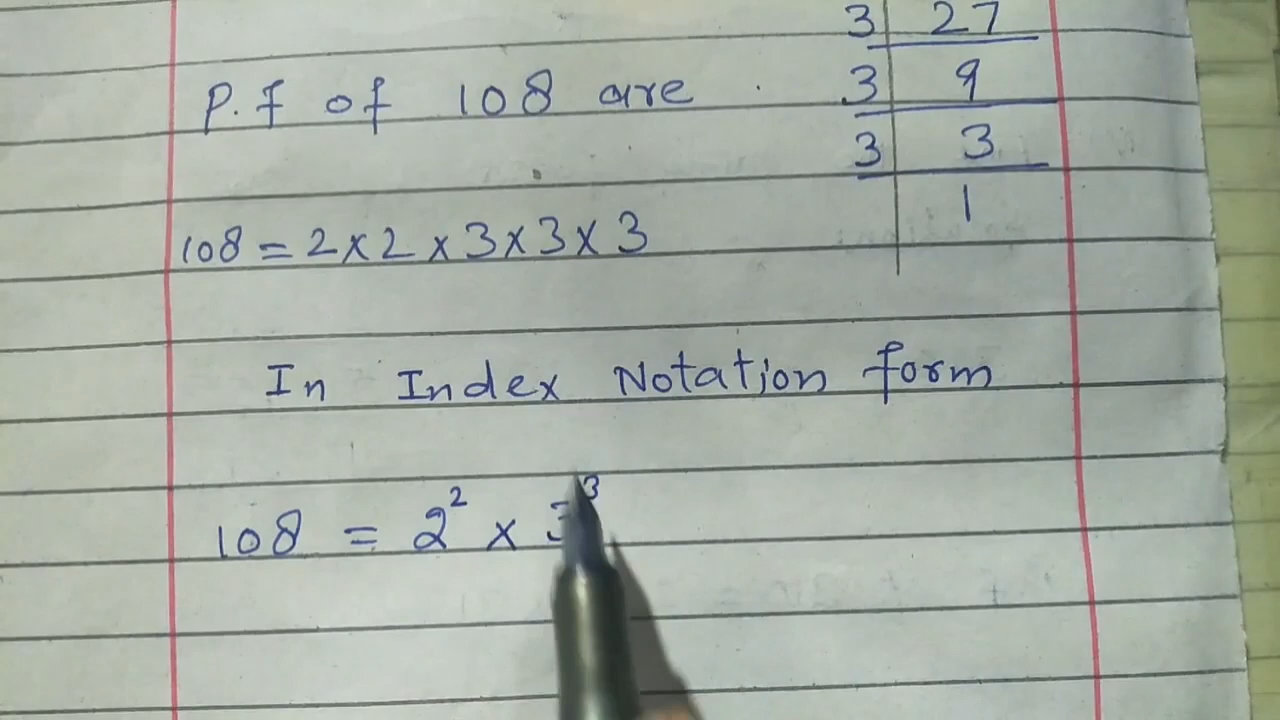 3 | 27
P.f of 108 are
3 | 9
3 | 3
1
108 = 2 x 2 x 3 x 3 x 3
In Index Notation form
108 = 2² x 3³